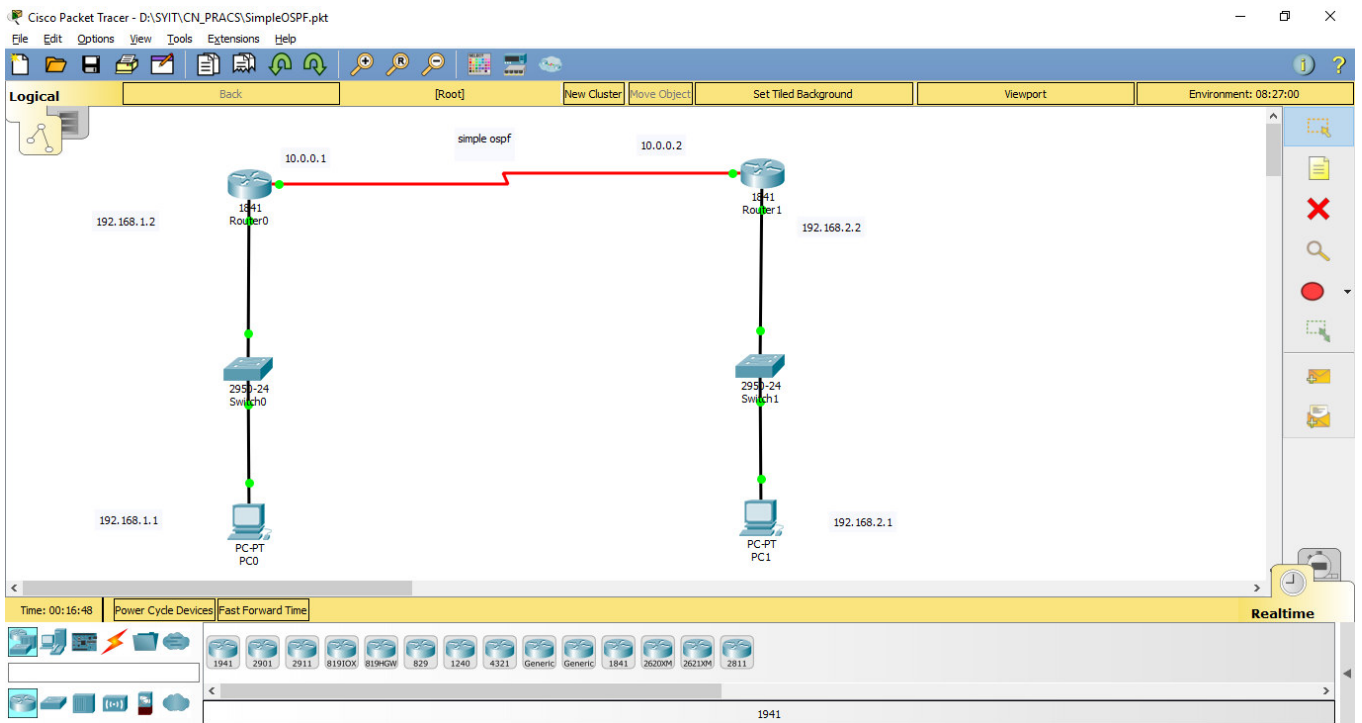 Cisco Packet Tracer - D:\SYIT\CN_PRACS\SimpleOSPF.pkt
File Edit Options View Tools Extensions Help
Logical Back [Root] New Cluster Move Object Set Tiled Background Viewport Environment: 08:27:00
simple ospf
10.0.0.1
10.0.0.2
1841
Router0
1841
Router1
192.168.1.2
192.168.2.2
2950-24
Switch0
2950-24
Switch1
192.168.1.1
192.168.2.1
PC-PT
PC0
PC-PT
PC1
Time: 00:16:48 Power Cycle Devices Fast Forward Time Realtime
1941 2901 2911 819IOX 819HGW 829 1240 4321 Generic Generic 1841 2620XM 2621XM 2811
1941